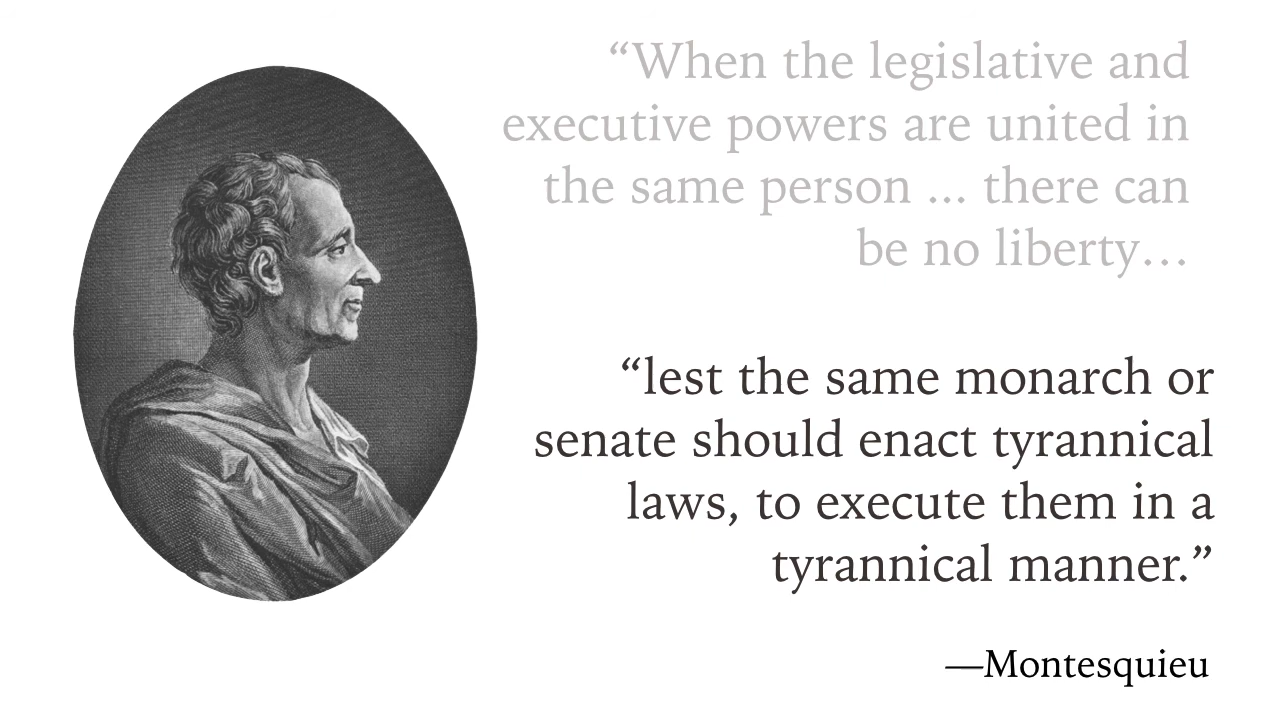 “When the legislative and
executive powers are united in
the same person ... there can
be no liberty…
“lest the same monarch or
senate should enact tyrannical
laws, to execute them in a
tyrannical manner.”
—Montesquieu